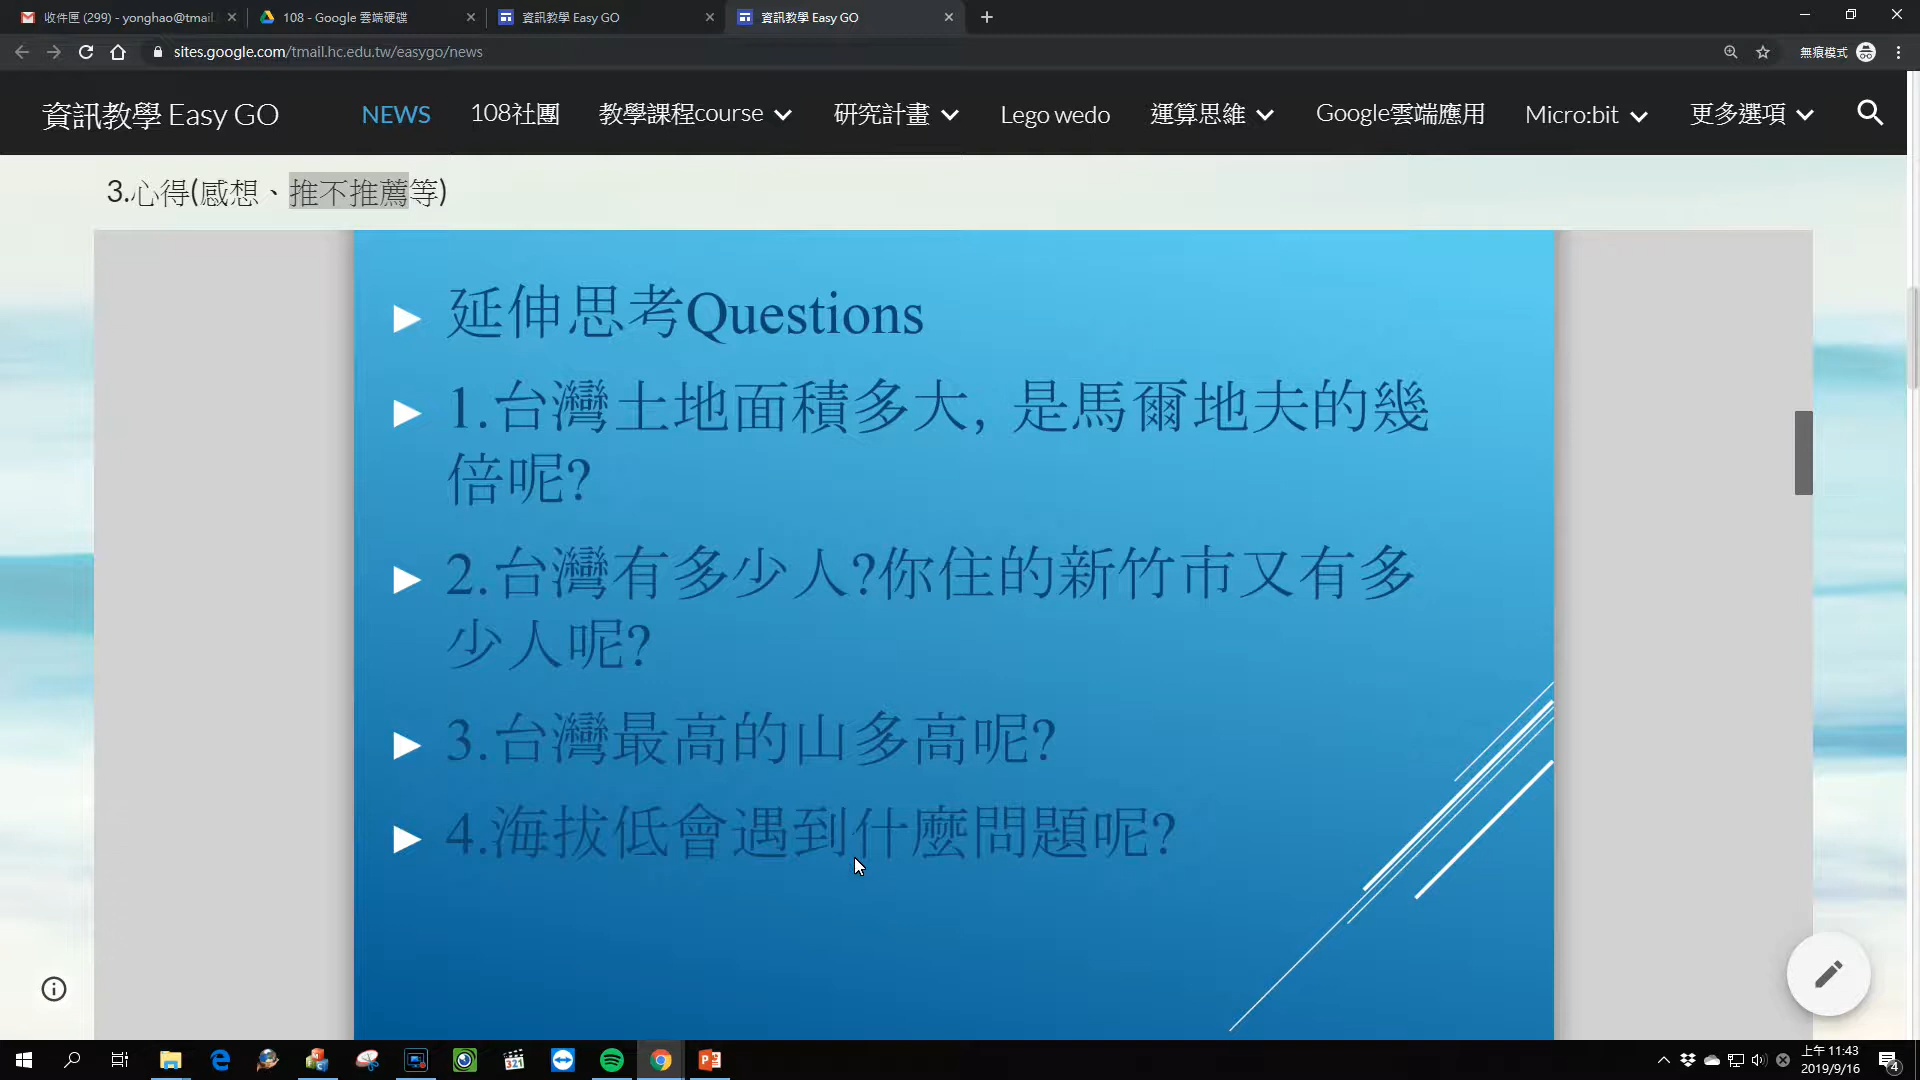 收件匣 (299) - yonghao@tmail.
108 - Google 雲端硬碟
資訊教學 Easy GO
資訊教學 Easy GO
sites.google.com/tmail.hc.edu.tw/easygo/news
無痕模式
資訊教學 Easy GO
NEWS
108社團
教學課程course
研究計畫
Lego wedo
運算思維
Google雲端應用
Micro:bit
更多選項
3.心得(感想、推不推薦等)
延伸思考Questions
1.台灣土地面積多大, 是馬爾地夫的幾
倍呢?
2.台灣有多少人?你住的新竹市又有多
少人呢?
3.台灣最高的山多高呢?
4.海拔低會遇到什麼問題呢?
321
上午 11:43
2019/9/16
4